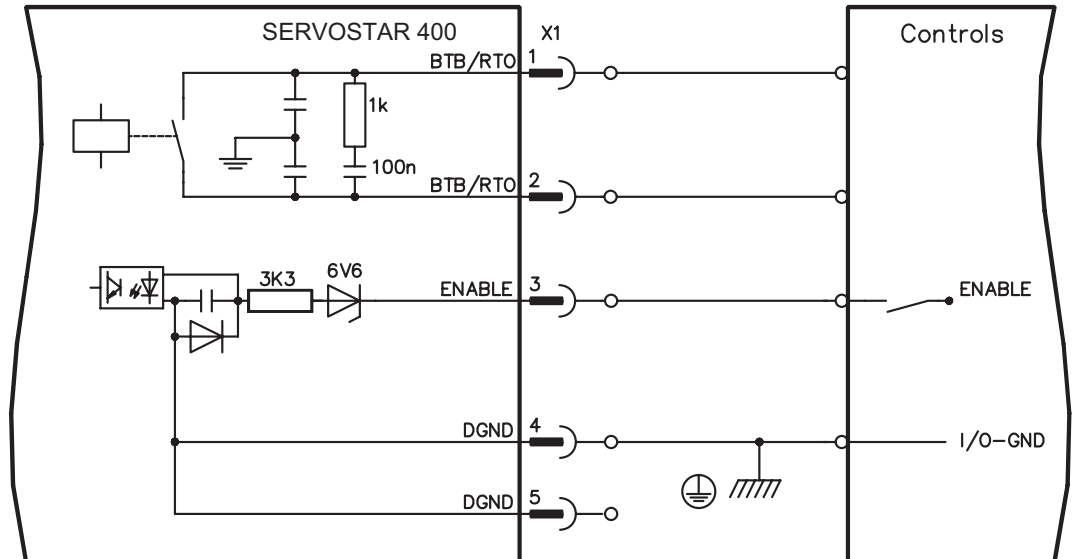 SERVOSTAR 400
X1
Controls
BTB/RTO
1
1k
100n
BTB/RTO
2
3K3
6V6
ENABLE
3
ENABLE
DGND
4
I/O-GND
DGND
5